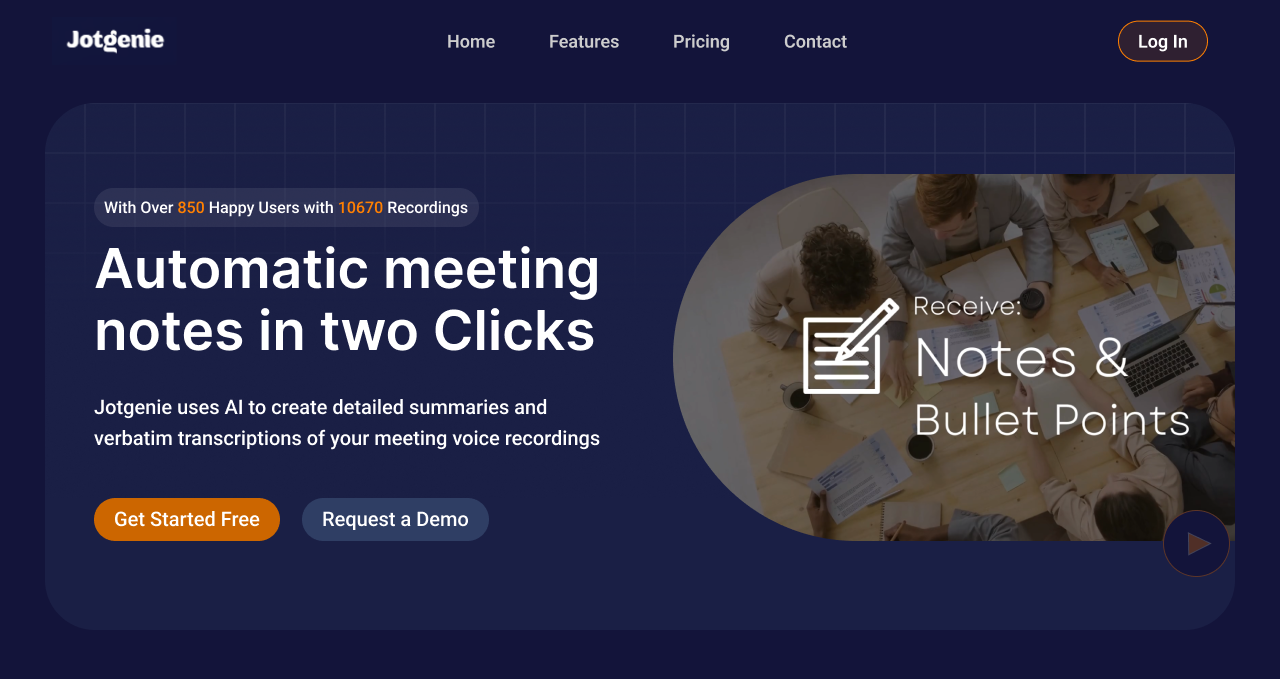 Jotgenie
Home
Features
Pricing
Contact
Log In
With Over 850 Happy Users with 10670 Recordings
Automatic meeting
notes in two Clicks
Jotgenie uses AI to create detailed summaries and
verbatim transcriptions of your meeting voice recordings
Get Started Free
Request a Demo
Receive:
Notes &
Bullet Points